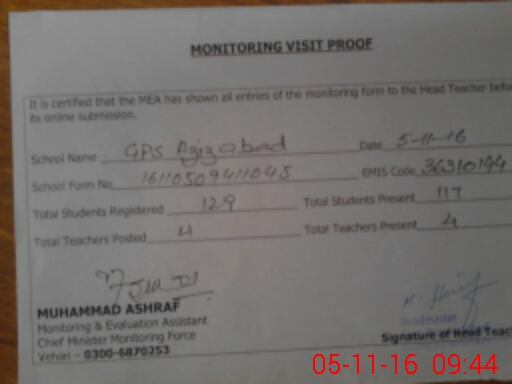 MONITORING VISIT PROOF
It is certified that the MEA has shown all entries of the monitoring form to the Head Teacher before
its online submission.
School Name GPS Azizabad Date 5-11-16
School Form No 16110509411045 EMIS Code 36310194
Total Students Registered 129 Total Students Present 117
Total Teachers Posted 4 Total Teachers Present 4
MUHAMMAD ASHRAF
Monitoring & Evaluation Assistant
Chief Minister Monitoring Force
Vehari – 0300-6870253
Headmaster
Signature of Head Teac
05-11-16 09:44